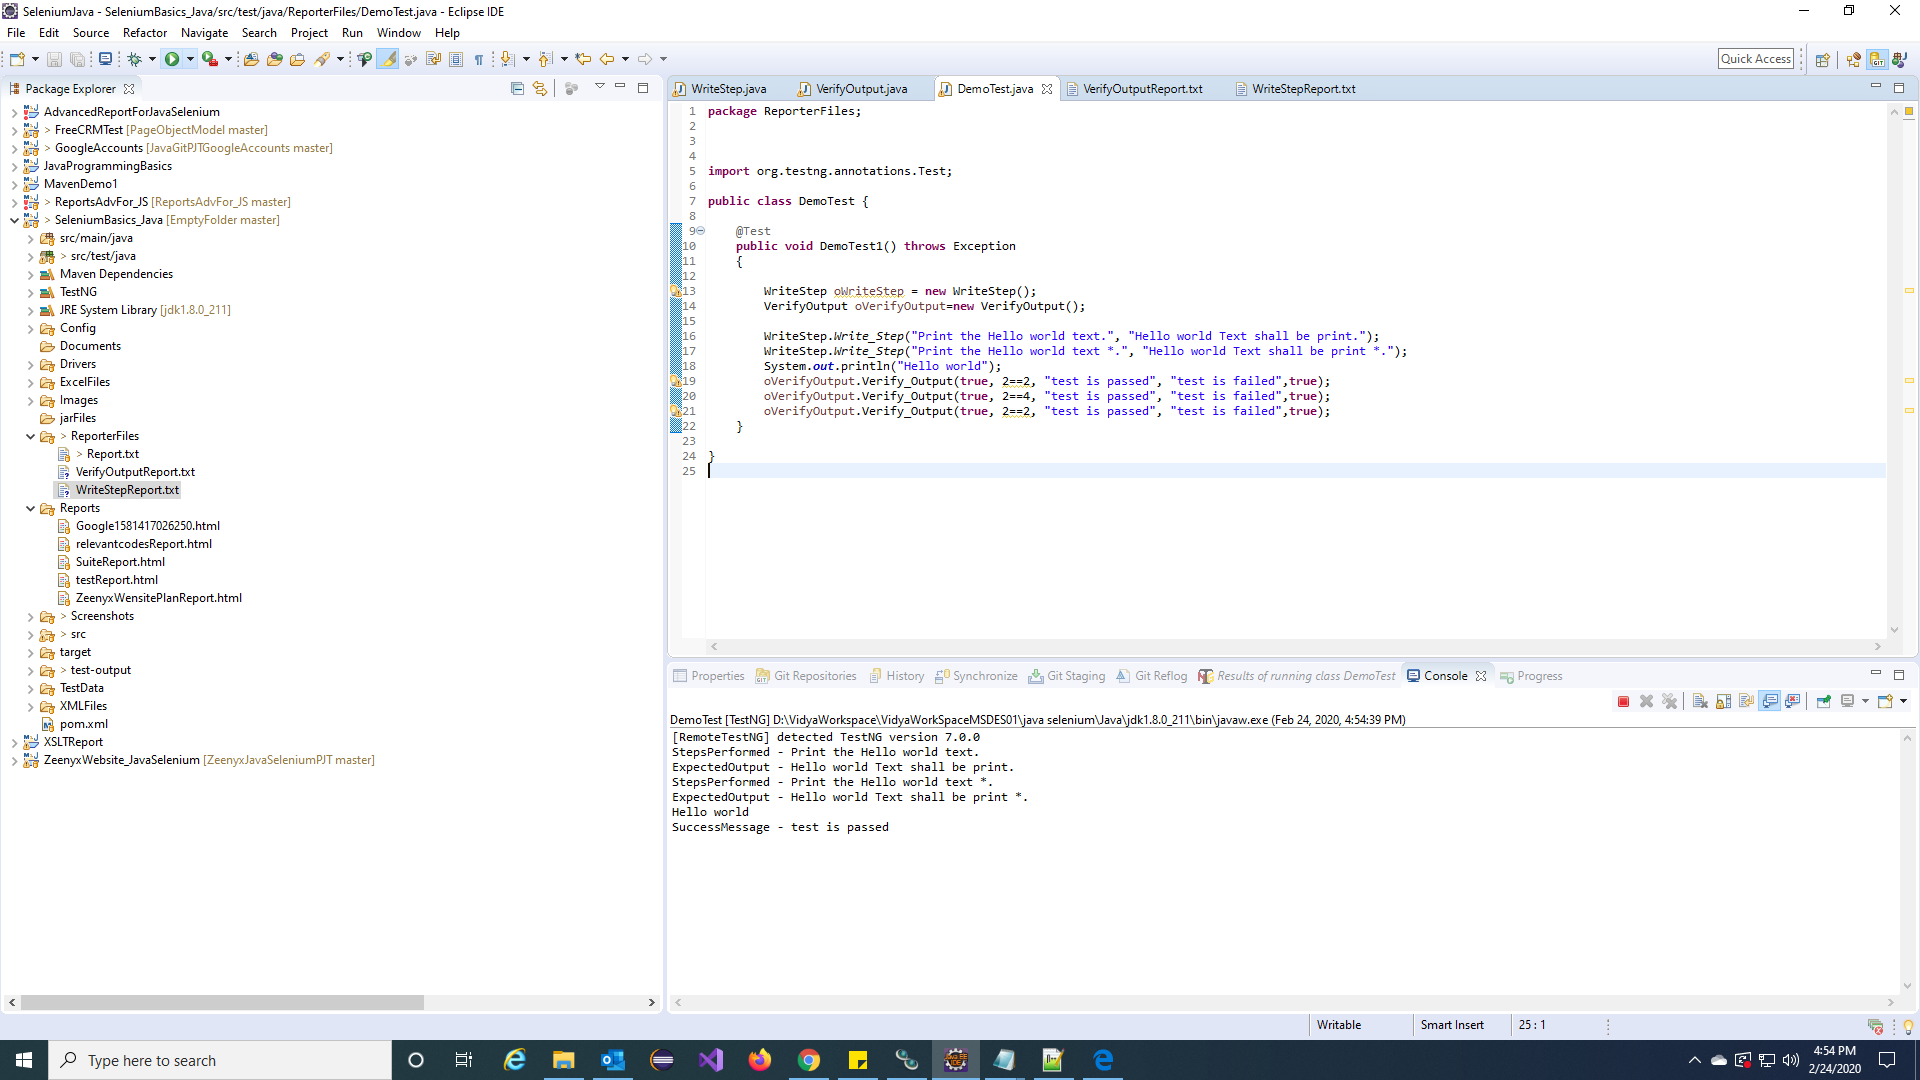 SeleniumJava - SeleniumBasics_Java/src/test/java/ReporterFiles/DemoTest.java - Eclipse IDE
File Edit Source Refactor Navigate Search Project Run Window Help
Quick Access
Package Explorer
AdvancedReportForJavaSelenium
> FreeCRMTest [PageObjectModel master]
> GoogleAccounts [JavaGitPJTGoogleAccounts master]
JavaProgrammingBasics
MavenDemo1
> ReportsAdvFor_JS [ReportsAdvFor_JS master]
> SeleniumBasics_Java [EmptyFolder master]
src/main/java
> src/test/java
Maven Dependencies
TestNG
JRE System Library [jdk1.8.0_211]
Config
Documents
Drivers
ExcelFiles
Images
jarFiles
> ReporterFiles
> Report.txt
VerifyOutputReport.txt
WriteStepReport.txt
Reports
Google1581417026250.html
relevantcodesReport.html
SuiteReport.html
testReport.html
ZeenyxWensitePlanReport.html
> Screenshots
> src
target
> test-output
TestData
XMLFiles
pom.xml
XSLTReport
ZeenyxWebsite_JavaSelenium [ZeenyxJavaSeleniumPJT master]
WriteStep.java VerifyOutput.java DemoTest.java VerifyOutputReport.txt WriteStepReport.txt
1 package ReporterFiles;
2
3
4
5 import org.testng.annotations.Test;
6
7 public class DemoTest {
8
9 @Test
10 public void DemoTest1() throws Exception
11 {
12
13 WriteStep oWriteStep = new WriteStep();
14 VerifyOutput oVerifyOutput=new VerifyOutput();
15
16 WriteStep.Write_Step("Print the Hello world text.", "Hello world Text shall be print.");
17 WriteStep.Write_Step("Print the Hello world text *.", "Hello world Text shall be print *.");
18 System.out.println("Hello world");
19 oVerifyOutput.Verify_Output(true, 2==2, "test is passed", "test is failed",true);
20 oVerifyOutput.Verify_Output(true, 2==4, "test is passed", "test is failed",true);
21 oVerifyOutput.Verify_Output(true, 2==2, "test is passed", "test is failed",true);
22 }
23
24 }
25
Properties Git Repositories History Synchronize Git Staging Git Reflog Results of running class DemoTest Console Progress
DemoTest [TestNG] D:\VidyaWorkspace\VidyaWorkSpaceMSDES01\java selenium\Java\jdk1.8.0_211\bin\javaw.exe (Feb 24, 2020, 4:54:39 PM)
[RemoteTestNG] detected TestNG version 7.0.0
StepsPerformed - Print the Hello world text.
ExpectedOutput - Hello world Text shall be print.
StepsPerformed - Print the Hello world text *.
ExpectedOutput - Hello world Text shall be print *.
Hello world
SuccessMessage - test is passed
Writable Smart Insert 25 : 1
Type here to search
4:54 PM
2/24/2020